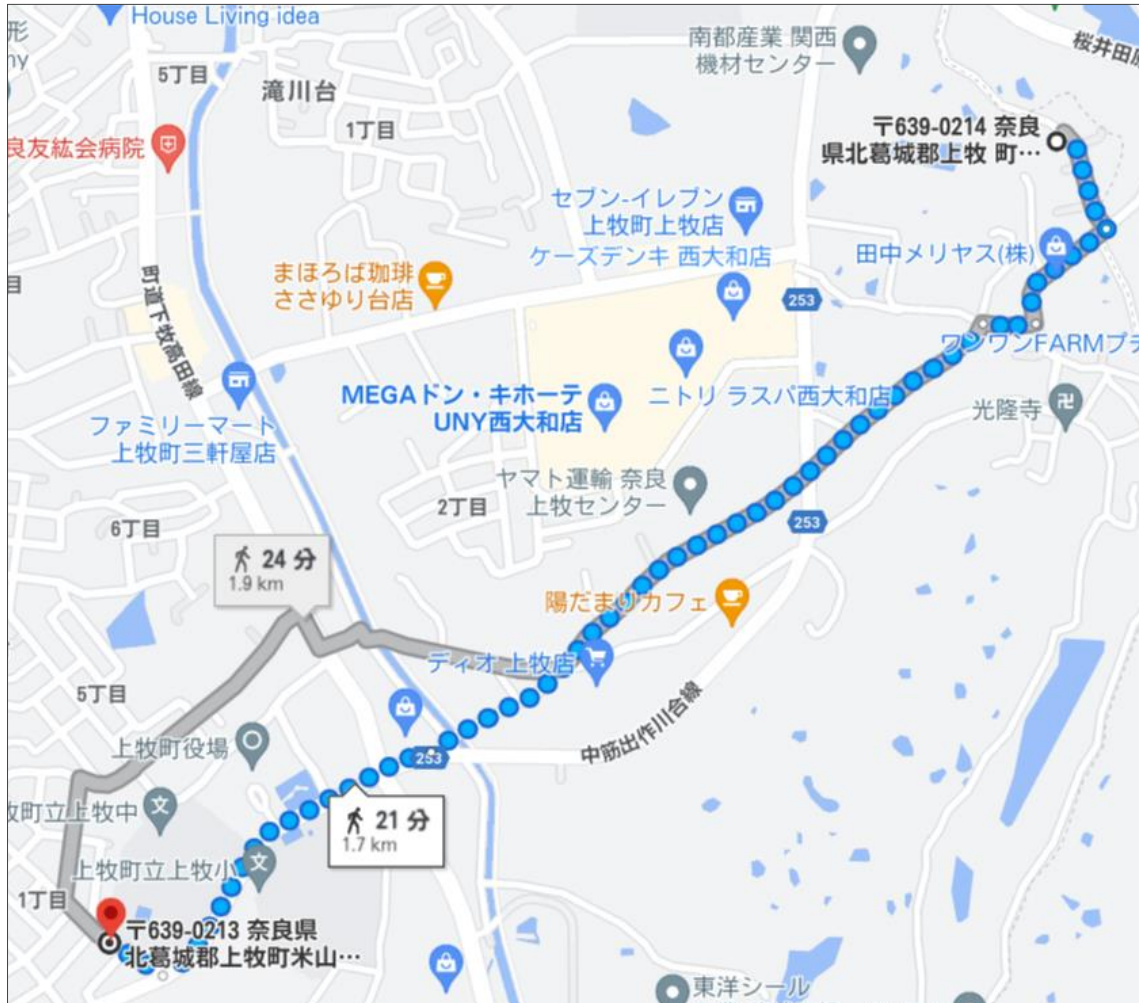 House Living idea
形
5丁目
滝川台
1丁目
南都産業 関西
機材センター
桜井田原
良友紘会病院
〒639-0214 奈良
県北葛城郡上牧 町…
セブン-イレブン
上牧町上牧店
ケーズデンキ 西大和店
田中メリヤス(株)
まほろば珈琲
ささゆり台店
町道下牧高田線
目
253
ワンワンFARMプラ
MEGAドン・キホーテ
UNY西大和店
ニトリ ラスパ西大和店
光隆寺
ファミリーマート
上牧町三軒屋店
ヤマト運輸 奈良
上牧センター
2丁目
6丁目
253
24 分
1.9 km
陽だまりカフェ
ディオ 上牧店
5丁目
中筋出作川合線
上牧町役場
253
牧町立上牧中
文
21 分
1.7 km
上牧町立上牧小
文
1丁目
〒639-0213 奈良県
北葛城郡上牧町米山…
東洋シール